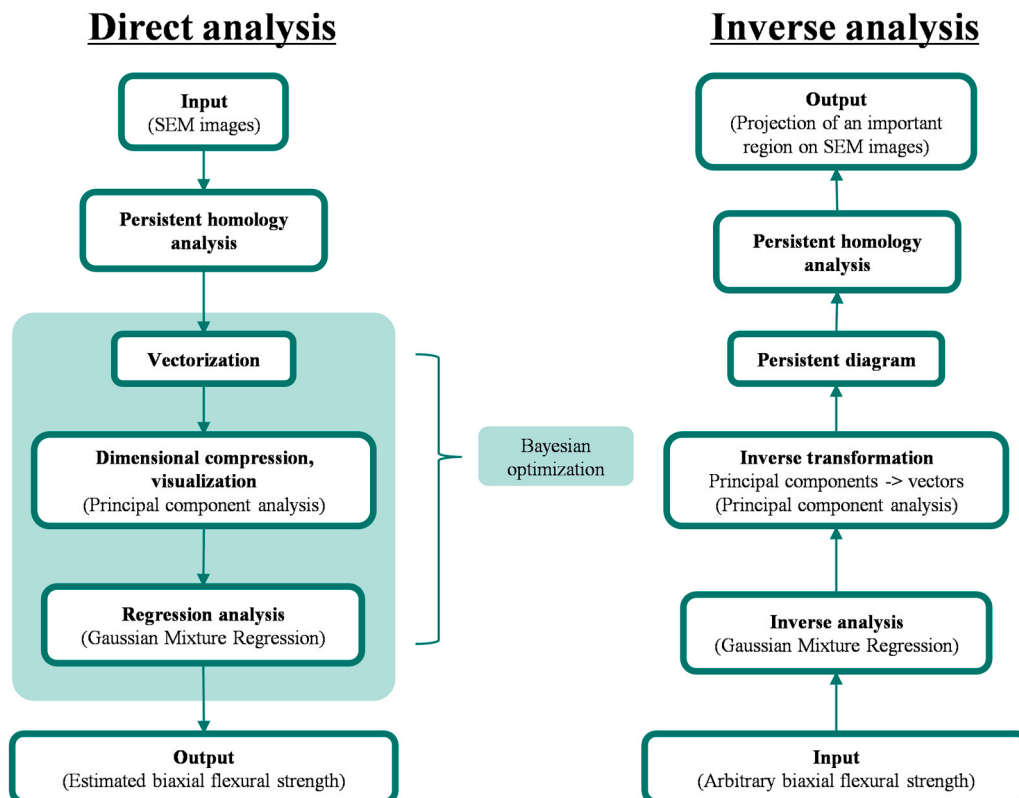 Direct analysis
Input
(SEM images)
Persistent homology
analysis
Vectorization
Dimensional compression,
visualization
(Principal component analysis)
Regression analysis
(Gaussian Mixture Regression)
Output
(Estimated biaxial flexural strength)
Bayesian
optimization
Inverse analysis
Output
(Projection of an important
region on SEM images)
Persistent homology
analysis
Persistent diagram
Inverse transformation
Principal components -> vectors
(Principal component analysis)
Inverse analysis
(Gaussian Mixture Regression)
Input
(Arbitrary biaxial flexural strength)